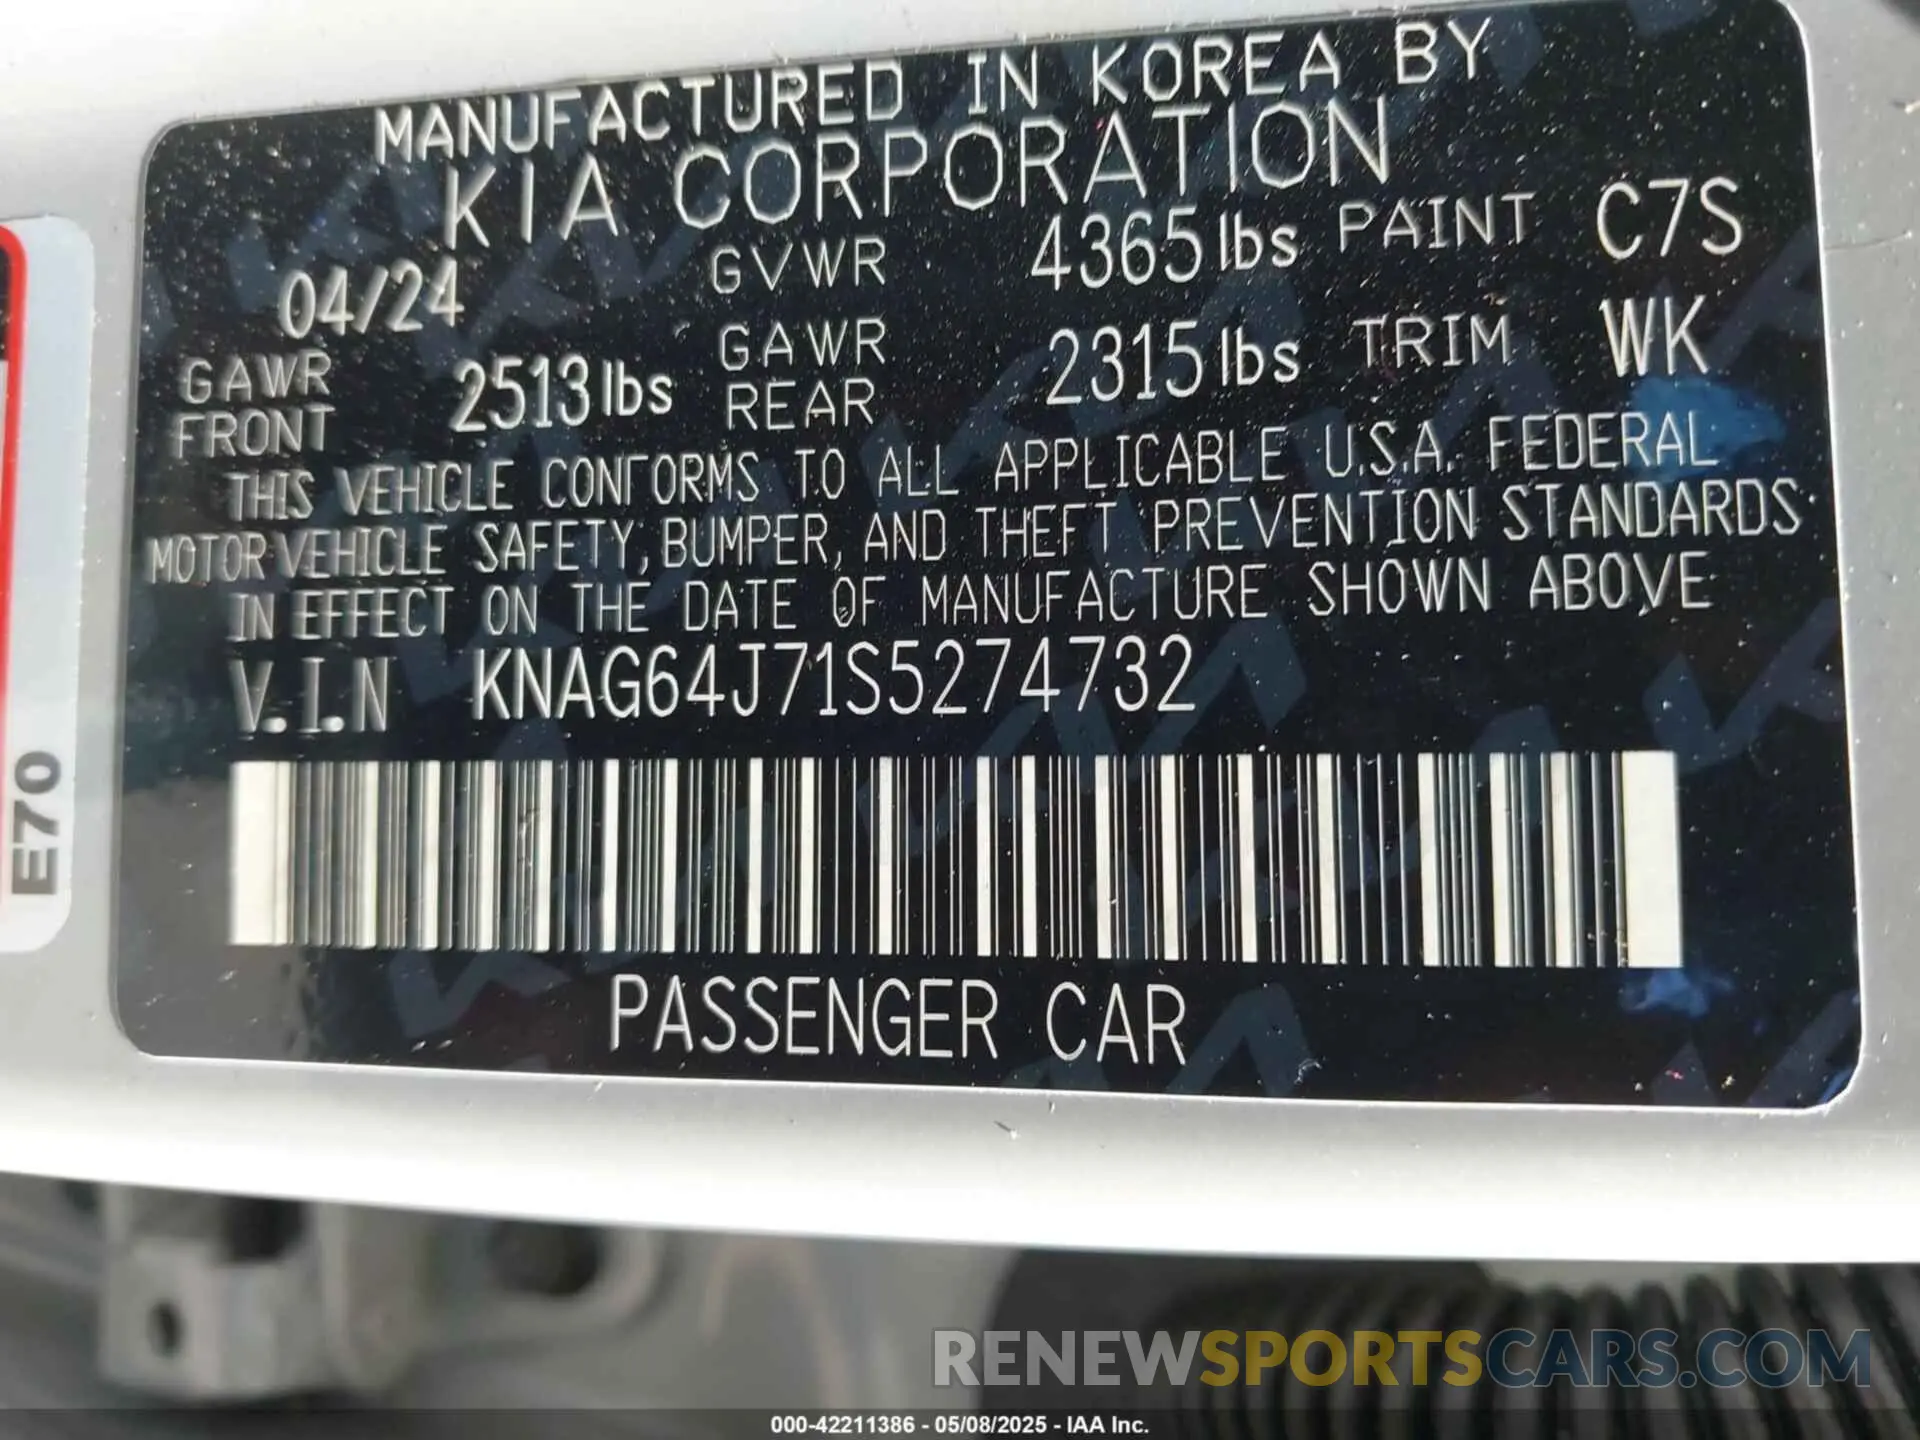 MANUFACTURED IN KOREA BY
KIA CORPORATION
04/24 GVWR 4365 lbs PAINT C7S
GAWR FRONT 2513 lbs GAWR REAR 2315 lbs TRIM WK
THIS VEHICLE CONFORMS TO ALL APPLICABLE U.S.A. FEDERAL
MOTOR VEHICLE SAFETY, BUMPER, AND THEFT PREVENTION STANDARDS
IN EFFECT ON THE DATE OF MANUFACTURE SHOWN ABOVE
V.I.N KNAG64J71S5274732
PASSENGER CAR
E70
RENEWSPORTSCARS.COM
000-42211386 - 05/08/2025 - IAA Inc.